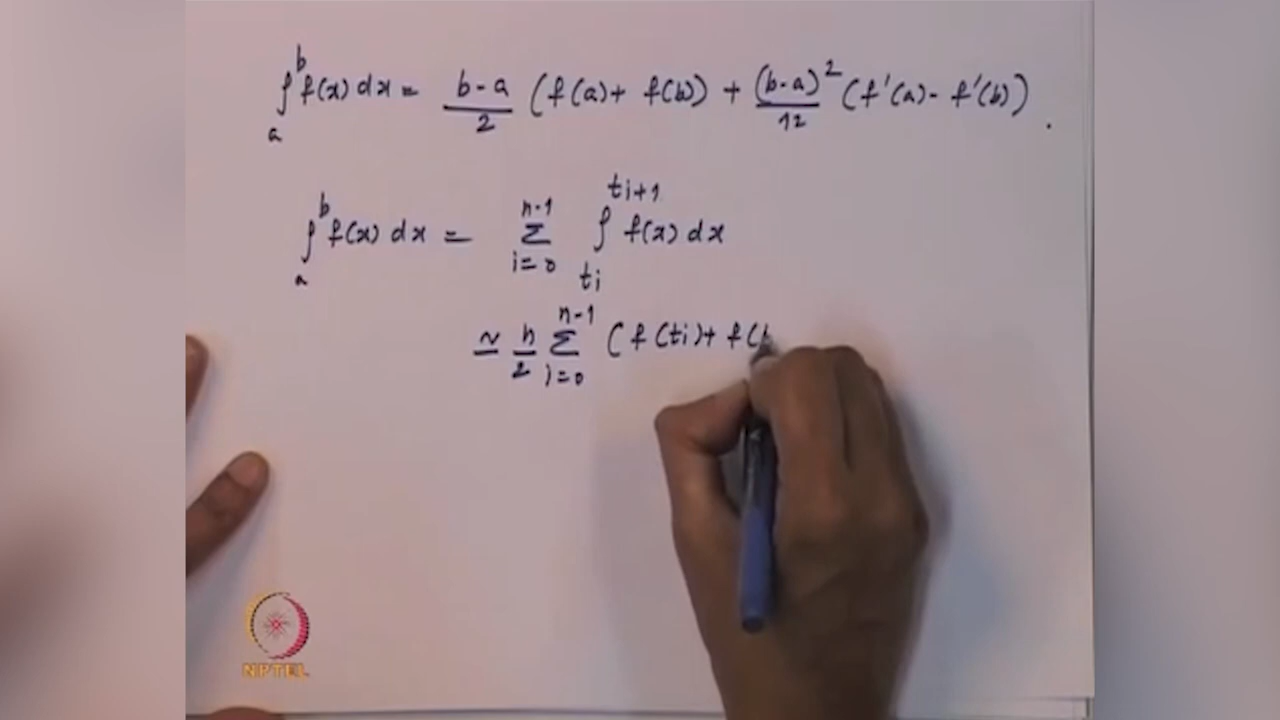 ∫_a^b f(x) dx = (b-a)/2 (f(a) + f(b)) + (b-a)^2/12 (f'(a) - f'(b)).
∫_a^b f(x) dx = Σ_{i=0}^{n-1} ∫_{ti}^{ti+1} f(x) dx
≃ h/2 Σ_{i=0}^{n-1} (f(ti) + f(
NPTEL